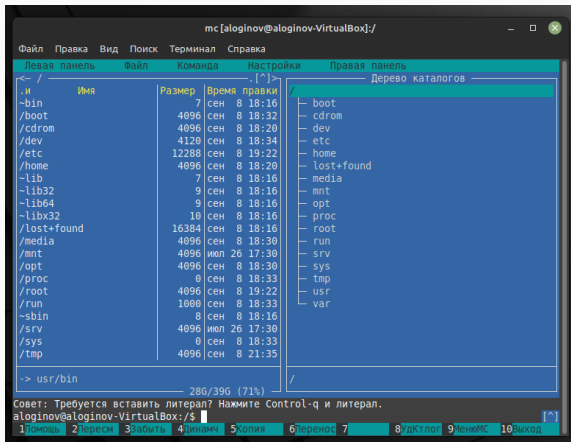 mc [aloginov@aloginov-VirtualBox]:/
Файл Правка Вид Поиск Терминал Справка
Левая панель Файл Команда Настройки Правая панель
<— / .[^]>
Дерево каталогов
.и Имя Размер Время правки
~bin 7 сен 8 18:16
/boot 4096 сен 8 18:32
/cdrom 4096 сен 8 18:20
/dev 4120 сен 8 18:34
/etc 12288 сен 8 19:22
/home 4096 сен 8 18:20
~lib 7 сен 8 18:16
~lib32 9 сен 8 18:16
~lib64 9 сен 8 18:16
~libx32 10 сен 8 18:16
/lost+found 16384 сен 8 18:16
/media 4096 сен 8 18:30
/mnt 4096 июл 26 17:30
/opt 4096 сен 8 18:30
/proc 0 сен 8 18:33
/root 4096 сен 8 19:22
/run 1000 сен 8 18:33
~sbin 8 сен 8 18:16
/srv 4096 июл 26 17:30
/sys 0 сен 8 18:33
/tmp 4096 сен 8 21:35
-> usr/bin
28G/39G (71%)
/
boot
cdrom
dev
etc
home
lost+found
media
mnt
opt
proc
root
run
srv
sys
tmp
usr
var
/
Совет: Требуется вставить литерал? Нажмите Control-q и литерал.
aloginov@aloginov-VirtualBox:/$ [^]
1Помощь 2Пересм 3Забыть 4Динамч 5Копия 6Перенос 7 8УдКтлог 9МенюMC 10Выход